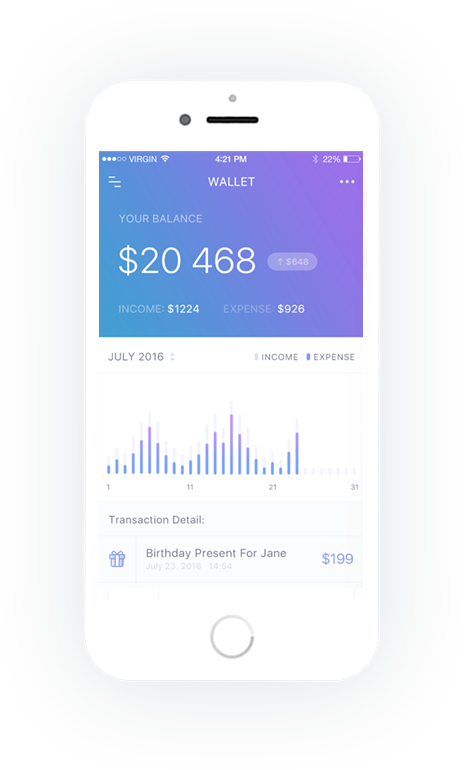 VIRGIN 4:21 PM 22%
WALLET
YOUR BALANCE
$20 468 ↑ $648
INCOME: $1224 EXPENSE: $926
JULY 2016 INCOME EXPENSE
1 11 21 31
Transaction Detail:
Birthday Present For Jane $199
July 23. 2016 14:54